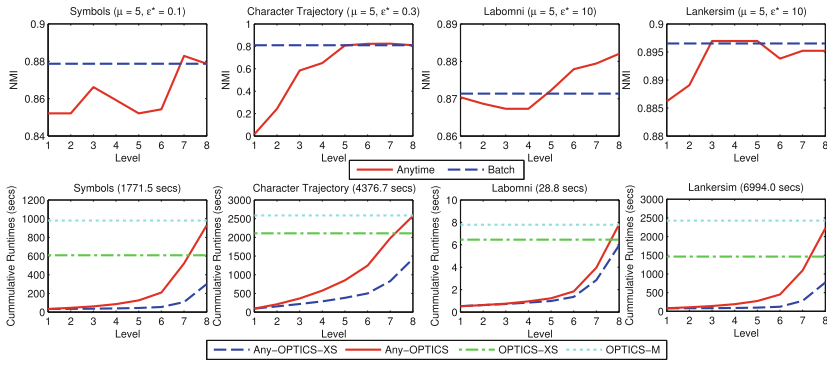 Symbols (μ = 5, ε* = 0.1)
Character Trajectory (μ = 5, ε* = 0.3)
Labomni (μ = 5, ε* = 10)
Lankersim (μ = 5, ε* = 10)
NMI
0.9
0.88
0.86
0.84
1 2 3 4 5 6 7 8
Level
NMI
1
0.8
0.6
0.4
0.2
0
1 2 3 4 5 6 7 8
Level
NMI
0.89
0.88
0.87
0.86
1 2 3 4 5 6 7 8
Level
NMI
0.9
0.895
0.89
0.885
0.88
1 2 3 4 5 6 7 8
Level
Anytime Batch
Symbols (1771.5 secs)
Character Trajectory (4376.7 secs)
Labomni (28.8 secs)
Lankersim (6994.0 secs)
Cummulative Runtimes (secs)
1200
1000
800
600
400
200
0
1 2 3 4 5 6 7 8
Level
Cummulative Runtimes (secs)
3000
2500
2000
1500
1000
500
0
1 2 3 4 5 6 7 8
Level
Cummulative Runtimes (secs)
10
8
6
4
2
0
1 2 3 4 5 6 7 8
Level
Cummulative Runtimes (secs)
3000
2500
2000
1500
1000
500
0
1 2 3 4 5 6 7 8
Level
Any−OPTICS−XS Any−OPTICS OPTICS−XS OPTICS−M